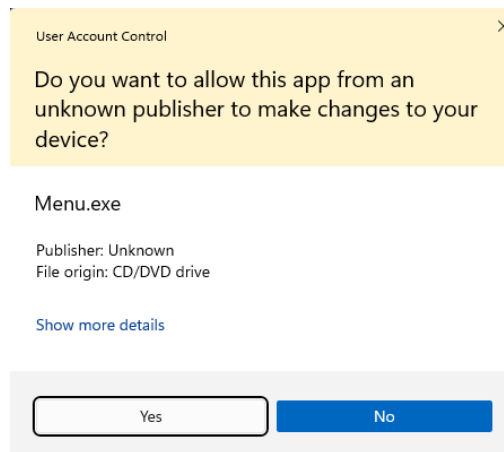 User Account Control
Do you want to allow this app from an
unknown publisher to make changes to your
device?
Menu.exe
Publisher: Unknown
File origin: CD/DVD drive
Show more details
Yes
No